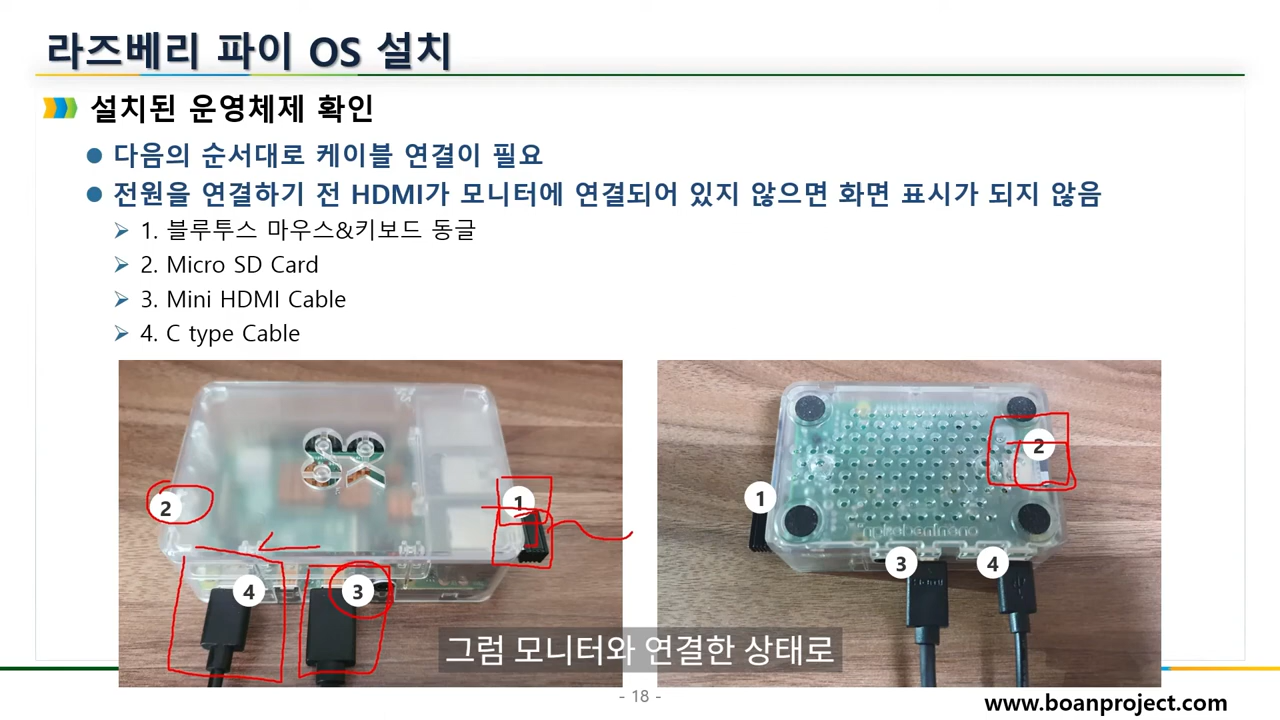 라즈베리 파이 OS 설치
설치된 운영체제 확인
다음의 순서대로 케이블 연결이 필요
전원을 연결하기 전 HDMI가 모니터에 연결되어 있지 않으면 화면 표시가 되지 않음
1. 블루투스 마우스&키보드 동글
2. Micro SD Card
3. Mini HDMI Cable
4. C type Cable
2
1
4
3
1
2
3
4
HDMI
그럼 모니터와 연결한 상태로
- 18 -
www.boanproject.com